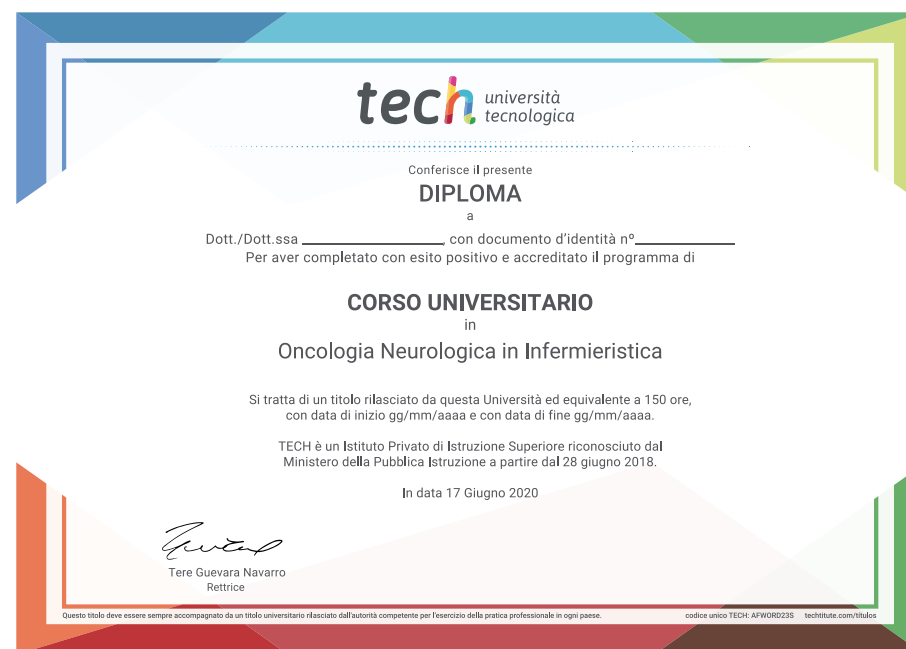 tech università
tecnologica
Conferisce il presente
DIPLOMA
a
Dott./Dott.ssa ____________________, con documento d'identità nº______________
Per aver completato con esito positivo e accreditato il programma di
CORSO UNIVERSITARIO
in
Oncologia Neurologica in Infermieristica
Si tratta di un titolo rilasciato da questa Università ed equivalente a 150 ore,
con data di inizio gg/mm/aaaa e con data di fine gg/mm/aaaa.
TECH è un Istituto Privato di Istruzione Superiore riconosciuto dal
Ministero della Pubblica Istruzione a partire dal 28 giugno 2018.
In data 17 Giugno 2020
Tere Guevara Navarro
Rettrice
Questo titolo deve essere sempre accompagnato da un titolo universitario rilasciato dall'autorità competente per l'esercizio della pratica professionale in ogni paese. codice unico TECH: AFWORD23S techtitute.com/titulos